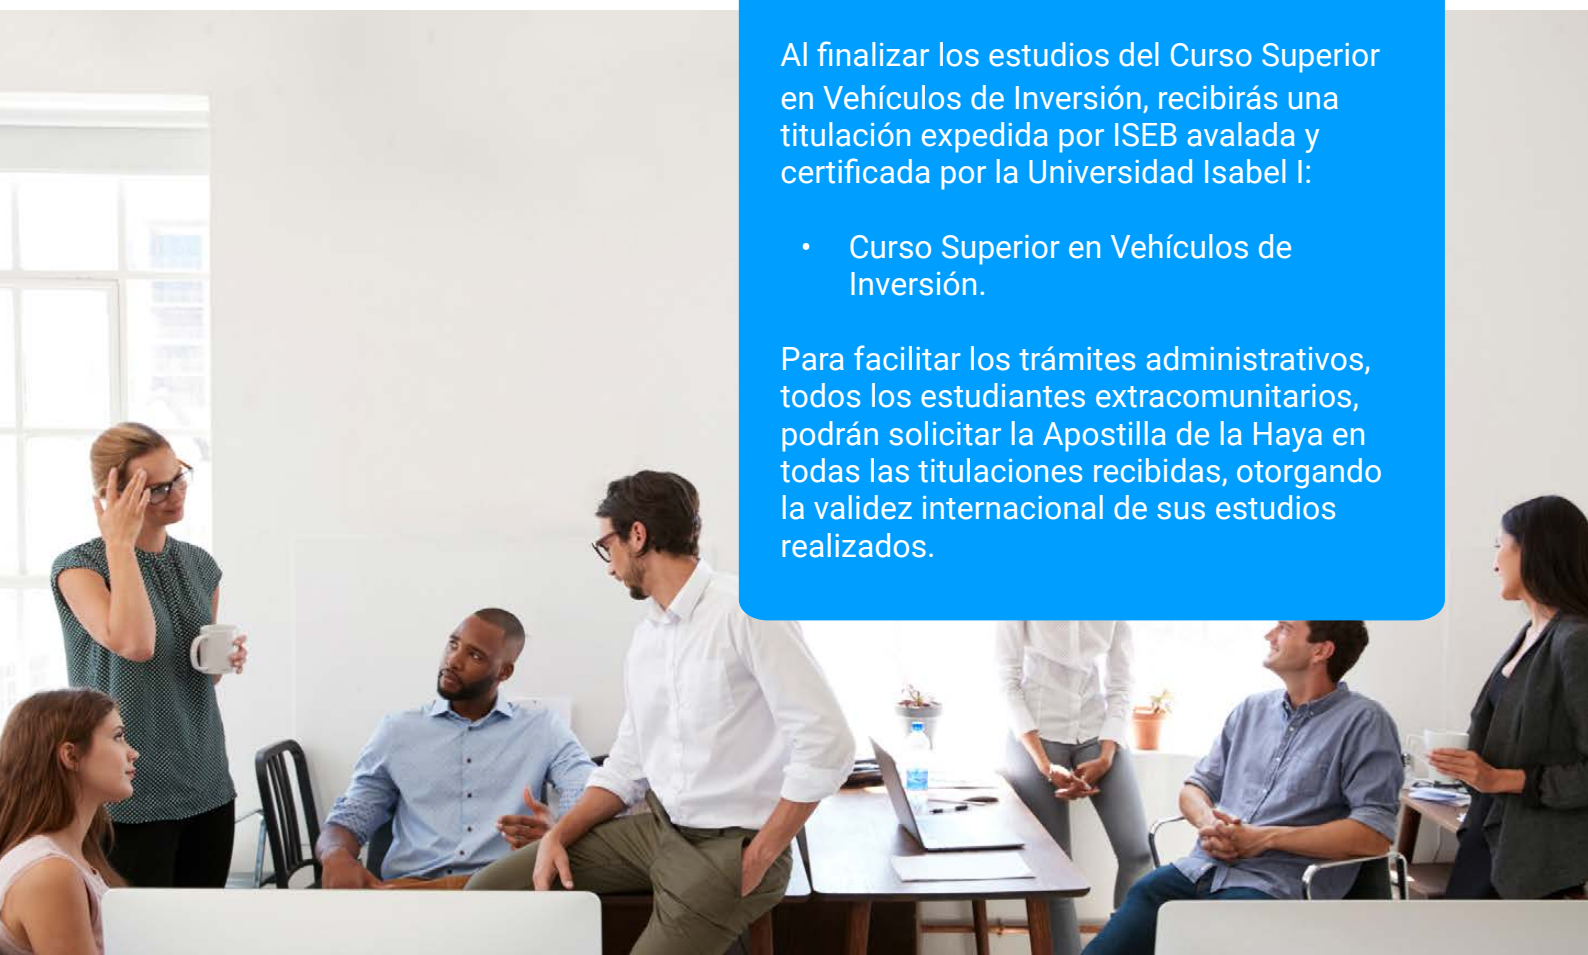 Al finalizar los estudios del Curso Superior
en Vehículos de Inversión, recibirás una
titulación expedida por ISEB avalada y
certificada por la Universidad Isabel I:
• Curso Superior en Vehículos de
Inversión.
Para facilitar los trámites administrativos,
todos los estudiantes extracomunitarios,
podrán solicitar la Apostilla de la Haya en
todas las titulaciones recibidas, otorgando
la validez internacional de sus estudios
realizados.